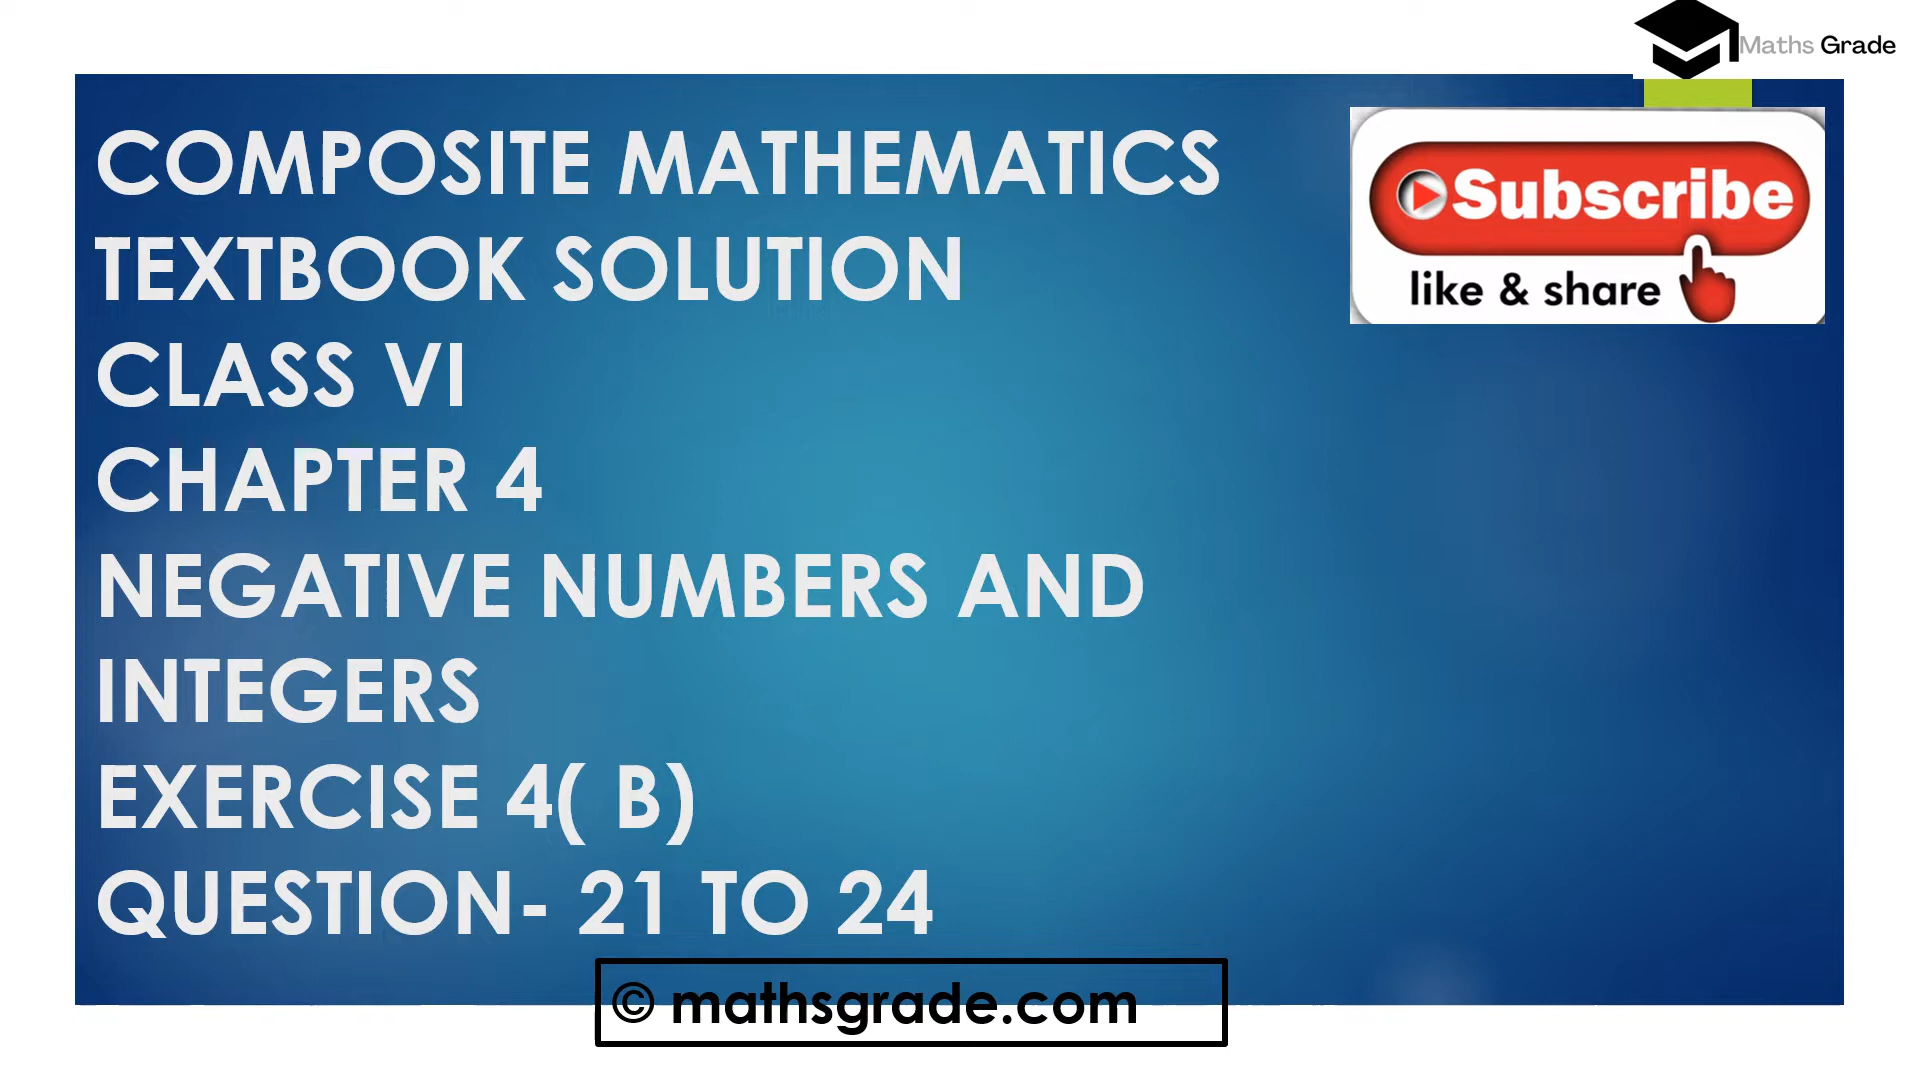 Maths Grade
COMPOSITE MATHEMATICS
TEXTBOOK SOLUTION
CLASS VI
CHAPTER 4
NEGATIVE NUMBERS AND
INTEGERS
EXERCISE 4( B)
QUESTION- 21 TO 24
Subscribe
like & share
© mathsgrade.com